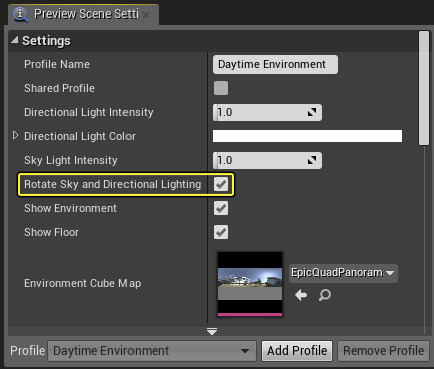 Preview Scene Setti
Settings
Profile Name Daytime Environment
Shared Profile
Directional Light Intensity 1.0
Directional Light Color
Sky Light Intensity 1.0
Rotate Sky and Directional Lighting
Show Environment
Show Floor
Environment Cube Map EpicQuadPanoram
Profile Daytime Environment Add Profile Remove Profile